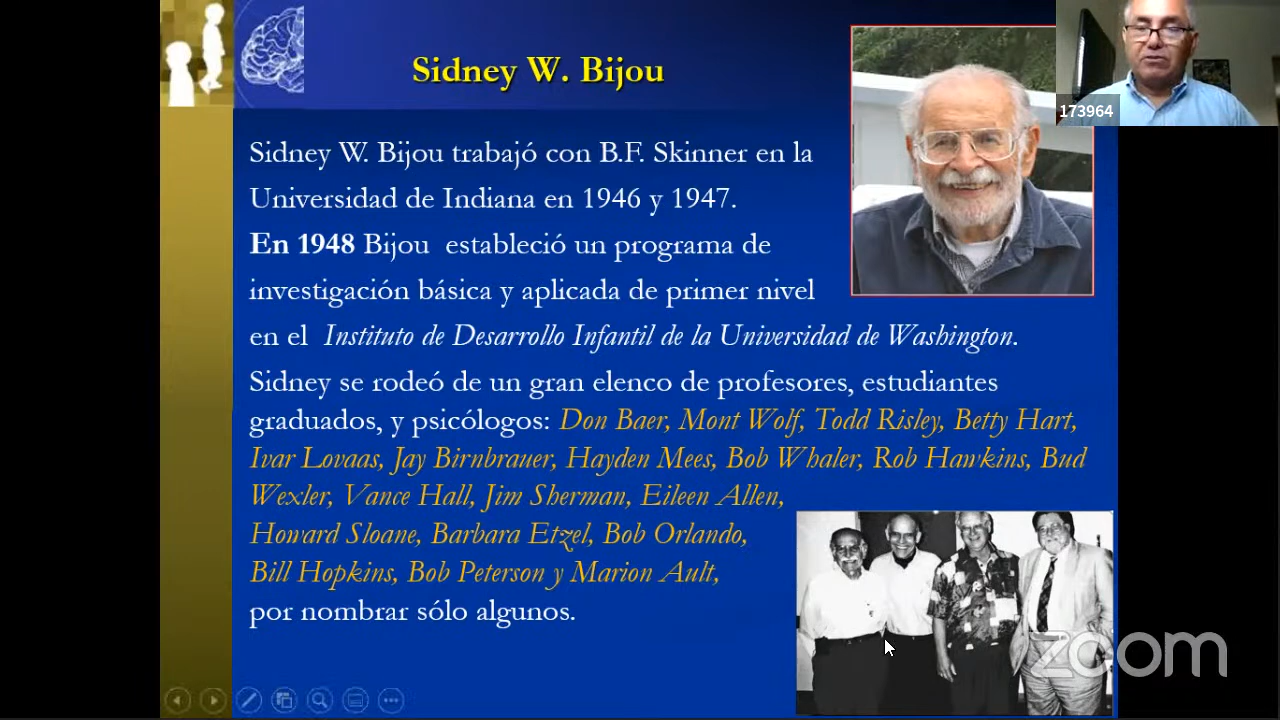 Sidney W. Bijou
173964
Sidney W. Bijou trabajó con B.F. Skinner en la
Universidad de Indiana en 1946 y 1947.
En 1948 Bijou estableció un programa de
investigación básica y aplicada de primer nivel
en el Instituto de Desarrollo Infantil de la Universidad de Washington.
Sidney se rodeó de un gran elenco de profesores, estudiantes
graduados, y psicólogos: Don Baer, Mont Wolf, Todd Risley, Betty Hart,
Ivar Lovaas, Jay Birnbrauer, Hayden Mees, Bob Whaler, Rob Hawkins, Bud
Wexler, Vance Hall, Jim Sherman, Eileen Allen,
Howard Sloane, Barbara Etzel, Bob Orlando,
Bill Hopkins, Bob Peterson y Marion Ault,
por nombrar sólo algunos.
zoom